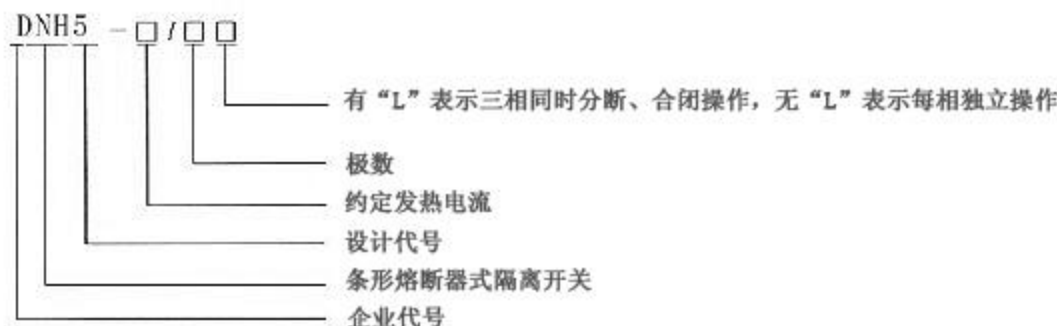 DNH5 -□/□□
有“L”表示三相同时分断、合闭操作，无“L”表示每相独立操作
极数
约定发热电流
设计代号
条形熔断器式隔离开关
企业代号